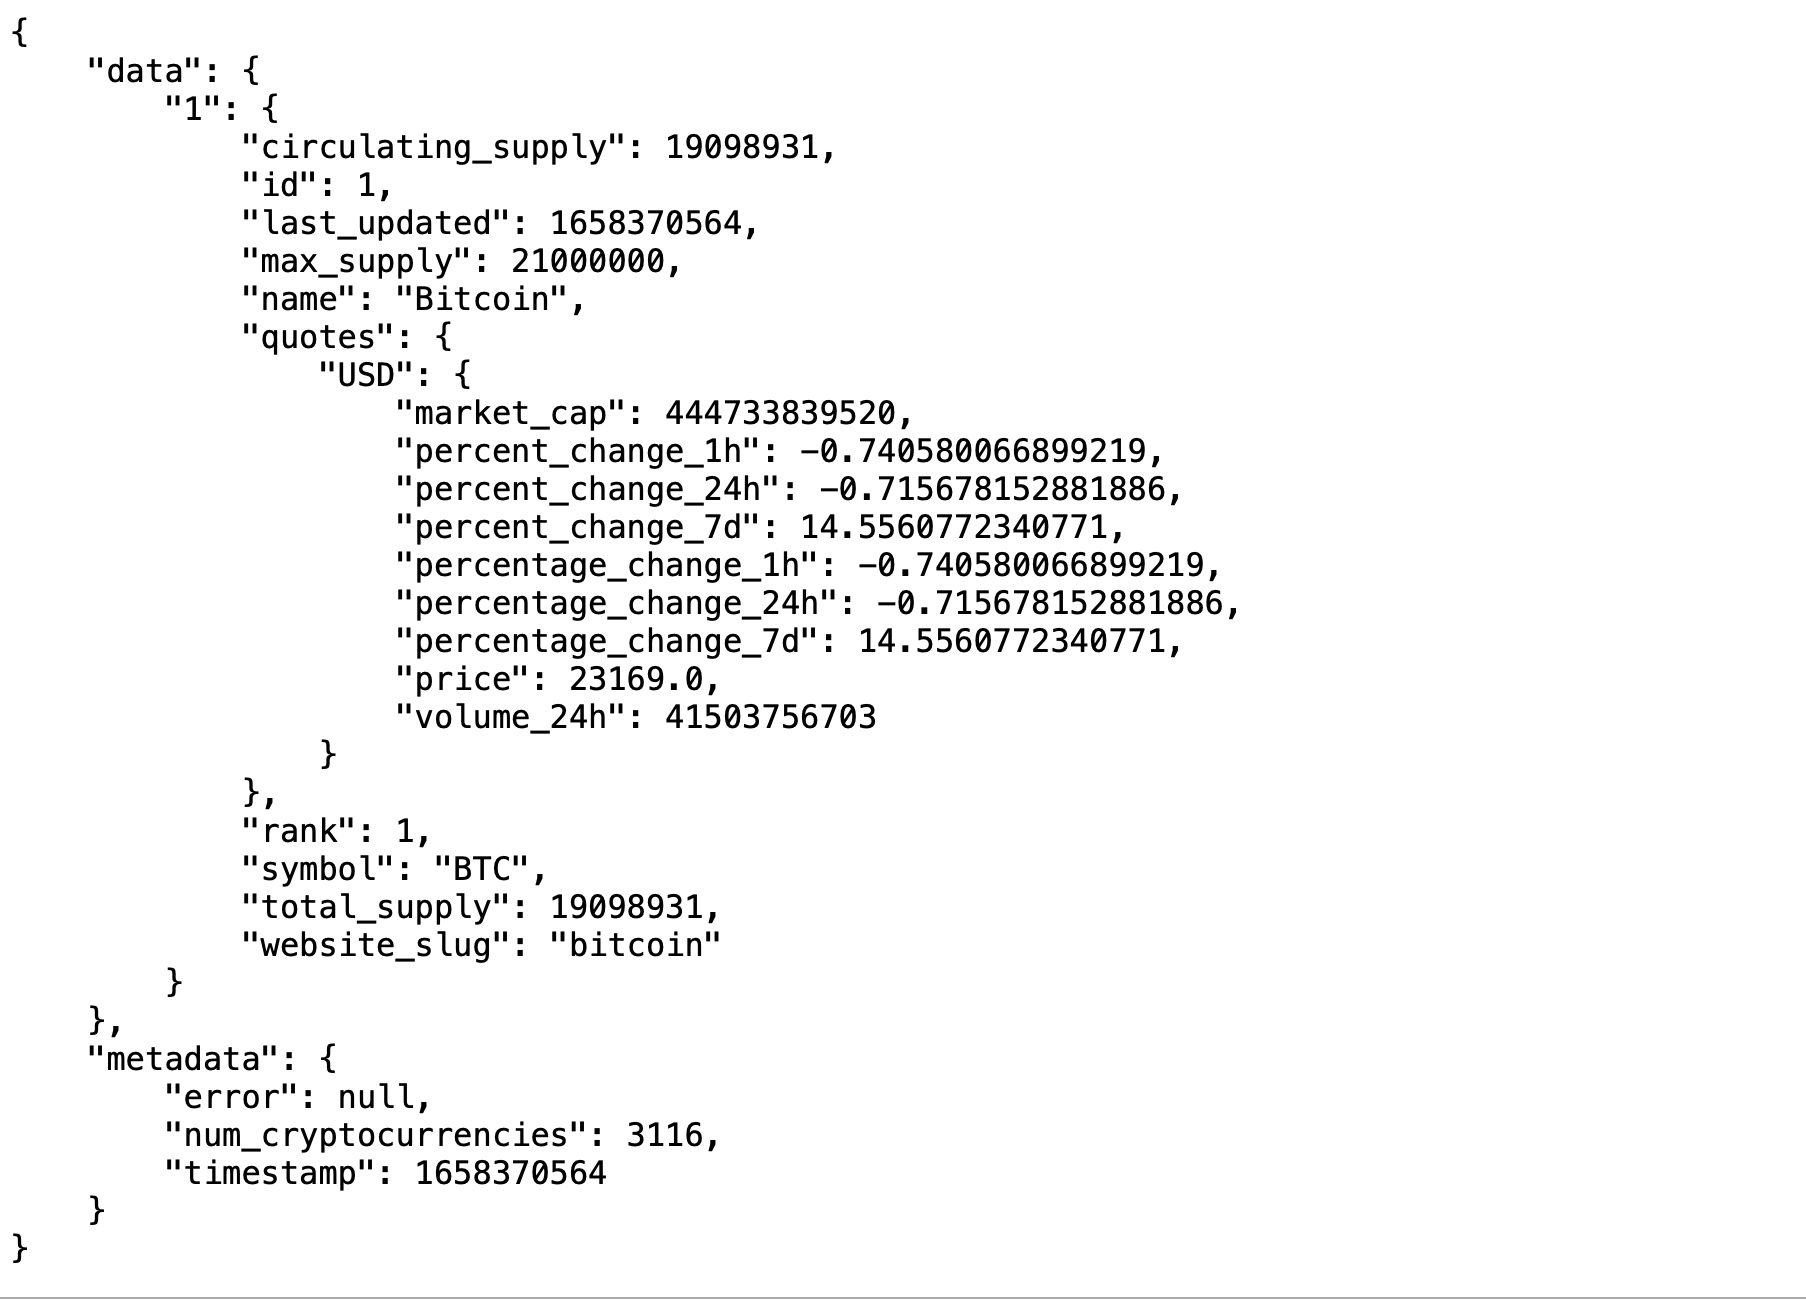 {
    "data": {
        "1": {
            "circulating_supply": 19098931,
            "id": 1,
            "last_updated": 1658370564,
            "max_supply": 21000000,
            "name": "Bitcoin",
            "quotes": {
                "USD": {
                    "market_cap": 444733839520,
                    "percent_change_1h": -0.740580066899219,
                    "percent_change_24h": -0.715678152881886,
                    "percent_change_7d": 14.5560772340771,
                    "percentage_change_1h": -0.740580066899219,
                    "percentage_change_24h": -0.715678152881886,
                    "percentage_change_7d": 14.5560772340771,
                    "price": 23169.0,
                    "volume_24h": 41503756703
                }
            },
            "rank": 1,
            "symbol": "BTC",
            "total_supply": 19098931,
            "website_slug": "bitcoin"
        }
    },
    "metadata": {
        "error": null,
        "num_cryptocurrencies": 3116,
        "timestamp": 1658370564
    }
}